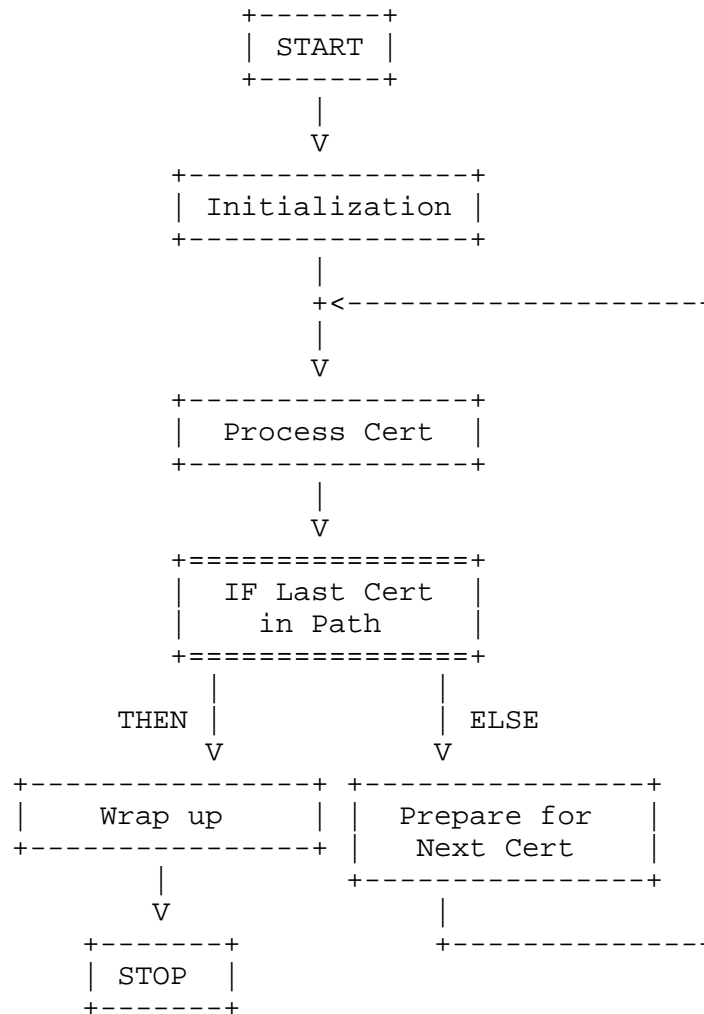 START
Initialization
Process Cert
IF Last Cert
in Path
THEN ELSE
Wrap up Prepare for
Next Cert
STOP